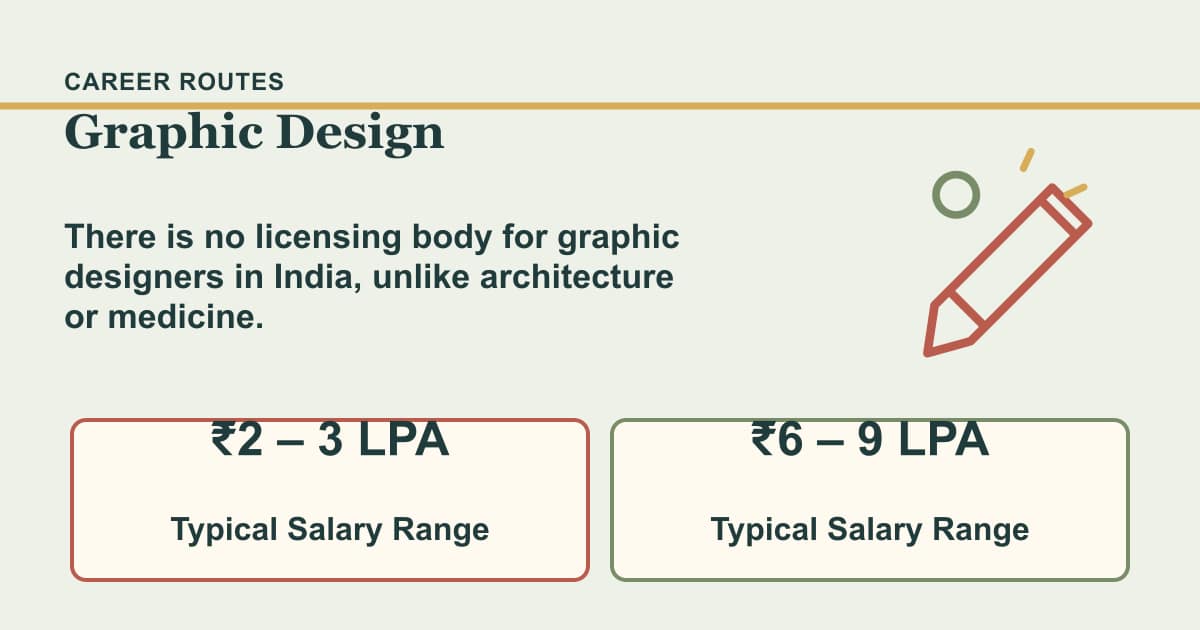 CAREER ROUTES
Graphic Design
There is no licensing body for graphic
designers in India, unlike architecture
or medicine.
₹2 – 3 LPA
Typical Salary Range
₹6 – 9 LPA
Typical Salary Range